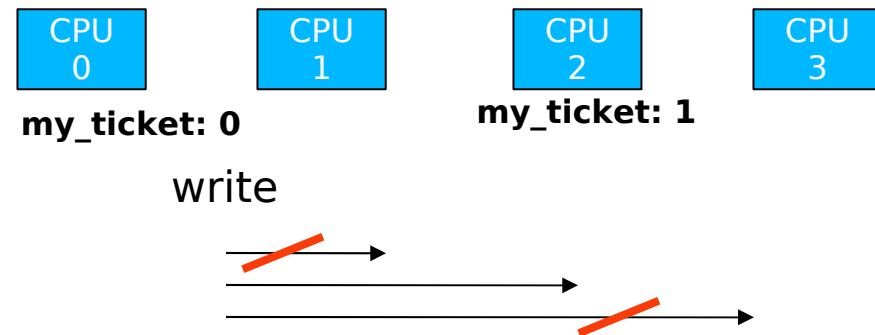 CPU
0
CPU
1
CPU
2
CPU
3
my_ticket: 0
my_ticket: 1
write